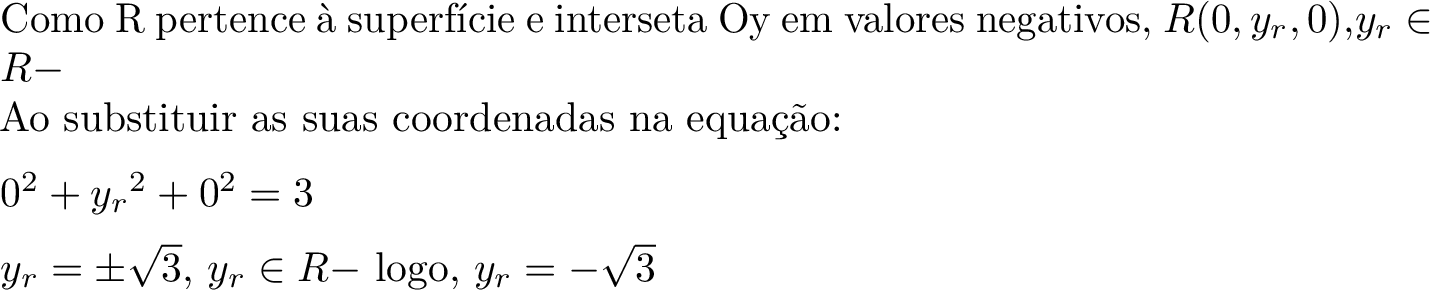 Como R pertence à superfície e interseta Oy em valores negativos, $R(0, y_r, 0)$,$y_r \in$
$R-$
Ao substituir as suas coordenadas na equação:
$0^2 + {y_r}^2 + 0^2 = 3$
$y_r = \pm\sqrt{3}$, $y_r \in R-$ logo, $y_r = -\sqrt{3}$